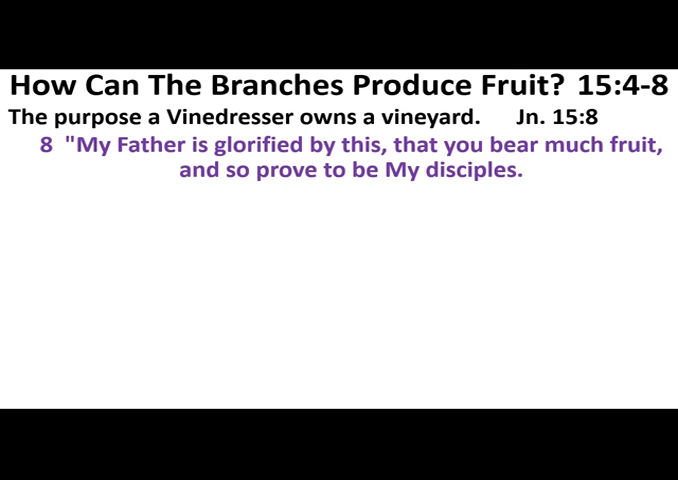 How Can The Branches Produce Fruit? 15:4-8
The purpose a Vinedresser owns a vineyard. Jn. 15:8
8 "My Father is glorified by this, that you bear much fruit,
and so prove to be My disciples.